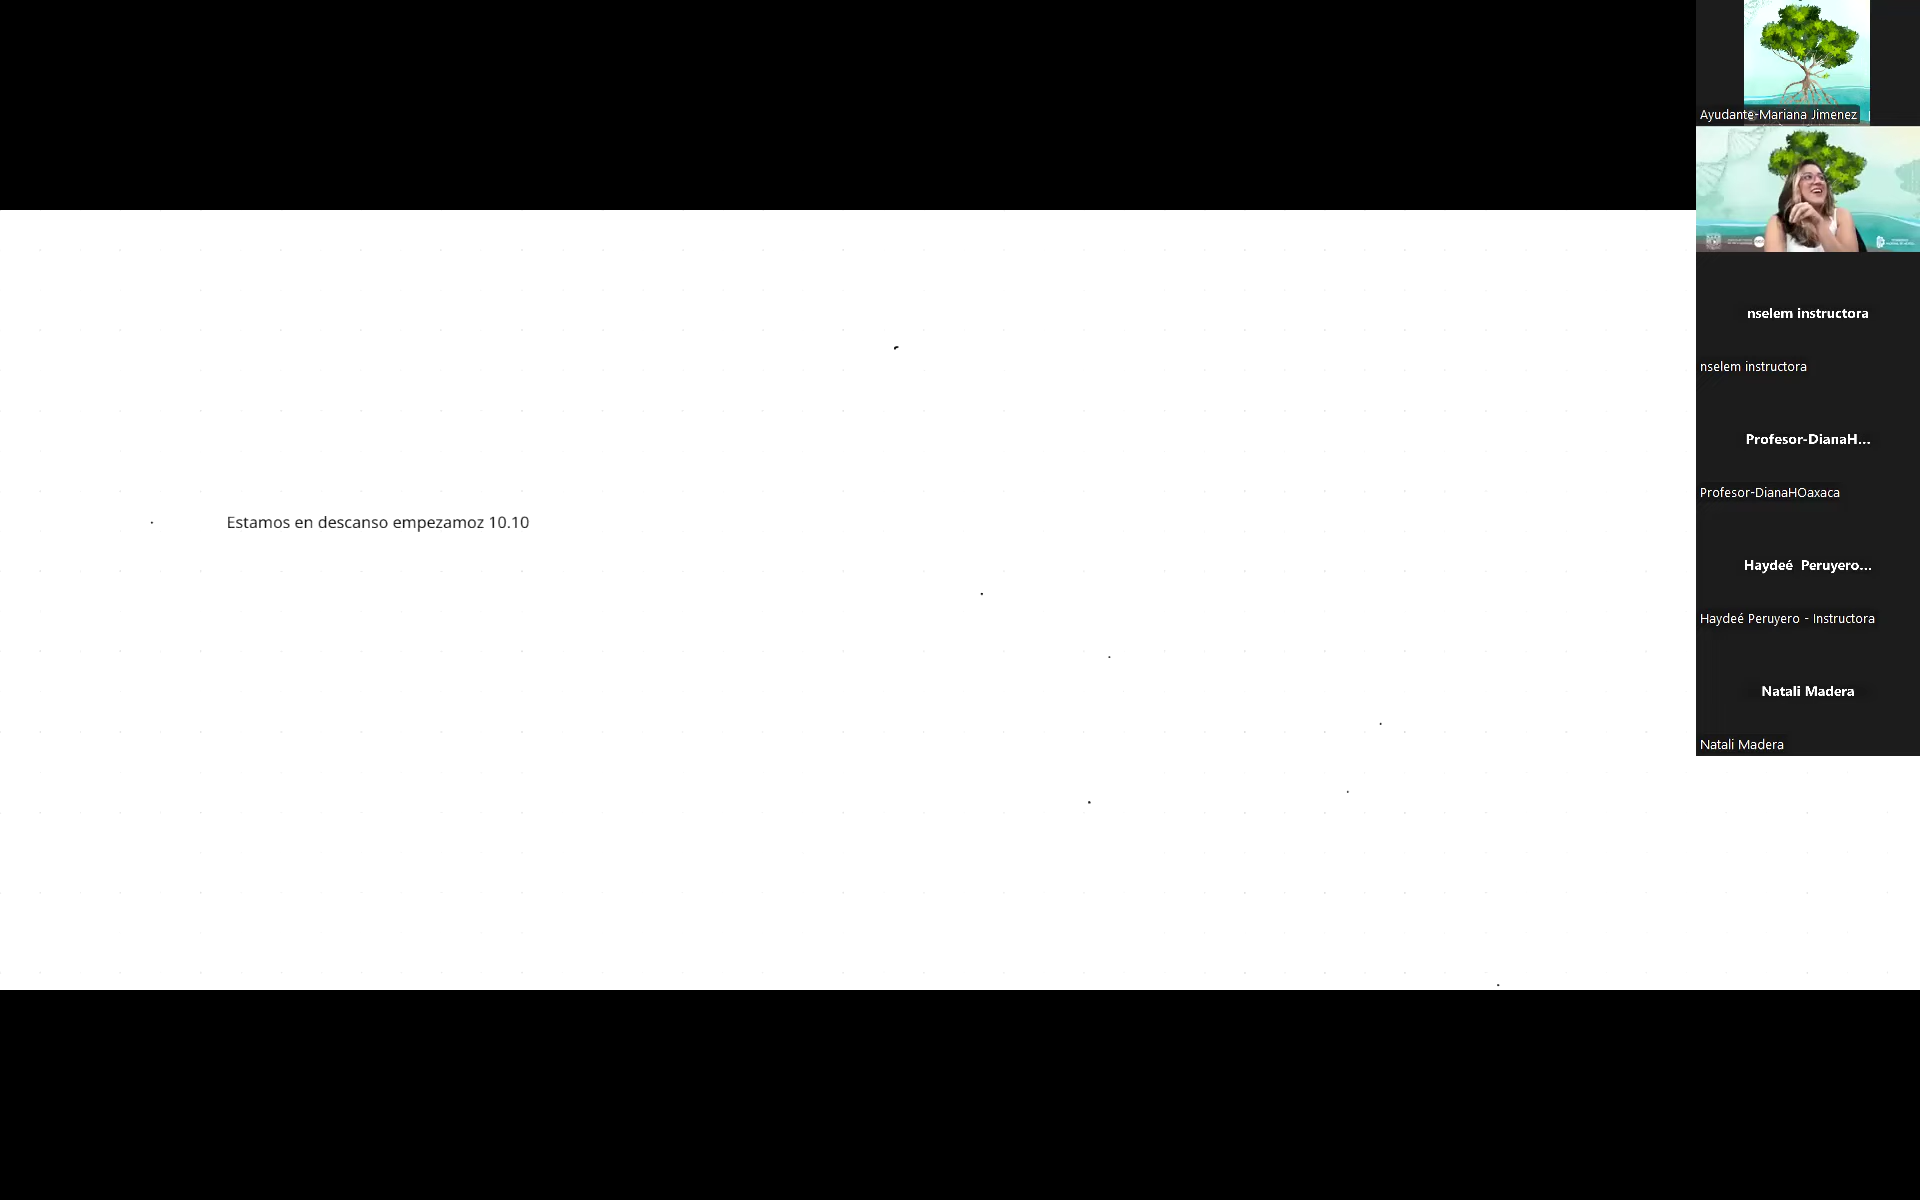 Ayudante-Mariana Jimenez
nselem instructora
nselem instructora
Profesor-DianaH...
Profesor-DianaHOaxaca
Estamos en descanso empezamoz 10.10
Haydeé Peruyero...
Haydeé Peruyero - Instructora
Natali Madera
Natali Madera